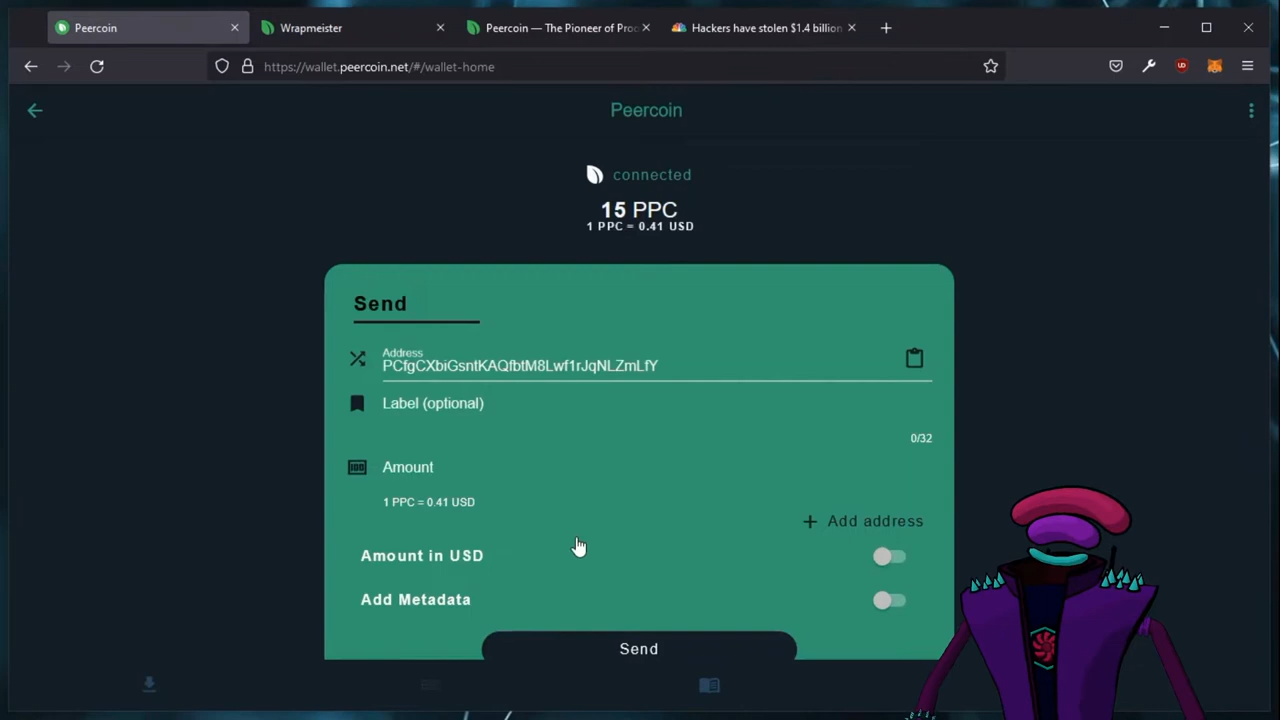 Peercoin
Wrapmeister
Peercoin — The Pioneer of Proo
Hackers have stolen $1.4 billion
https://wallet.peercoin.net/#/wallet-home
Peercoin
connected
15 PPC
1 PPC = 0.41 USD
Send
Address
PCfgCXbiGsntKAQfbtM8Lwf1rJqNLZmLfY
Label (optional)
0/32
Amount
1 PPC = 0.41 USD
+ Add address
Amount in USD
Add Metadata
Send